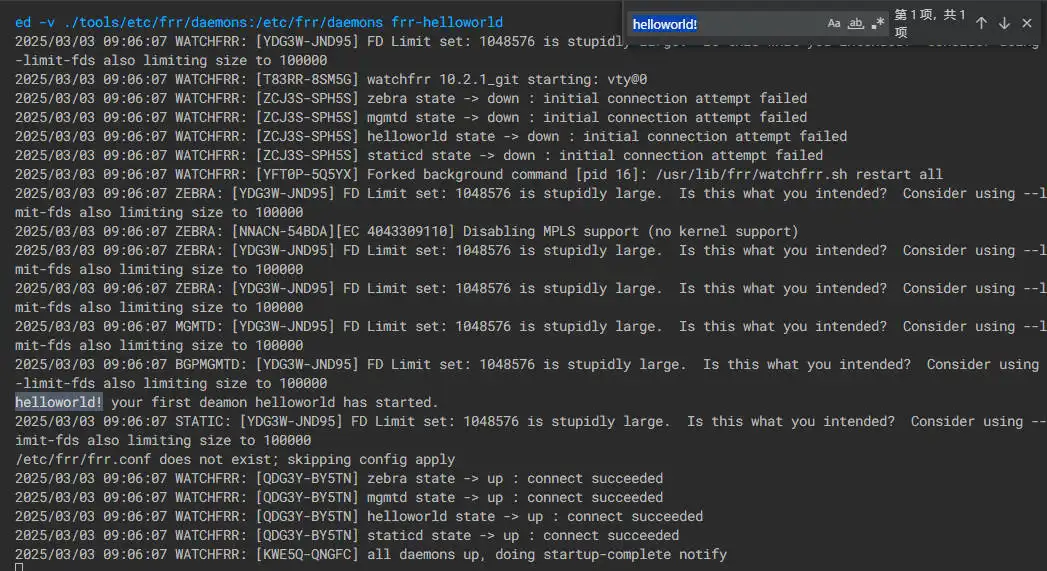 ed -v ./tools/etc/frr/daemons:/etc/frr/daemons frr-helloworld
helloworld!
Aa ab. .*
第 1 项，共 1
项
2025/03/03 09:06:07 WATCHFRR: [YDG3W-JND95] FD Limit set: 1048576 is stupidly large.  Is this what you intended?  Consider using
-limit-fds also limiting size to 100000
2025/03/03 09:06:07 WATCHFRR: [T83RR-8SM5G] watchfrr 10.2.1_git starting: vty@0
2025/03/03 09:06:07 WATCHFRR: [ZCJ3S-SPH5S] zebra state -> down : initial connection attempt failed
2025/03/03 09:06:07 WATCHFRR: [ZCJ3S-SPH5S] mgmtd state -> down : initial connection attempt failed
2025/03/03 09:06:07 WATCHFRR: [ZCJ3S-SPH5S] helloworld state -> down : initial connection attempt failed
2025/03/03 09:06:07 WATCHFRR: [ZCJ3S-SPH5S] staticd state -> down : initial connection attempt failed
2025/03/03 09:06:07 WATCHFRR: [YFT0P-5Q5YX] Forked background command [pid 16]: /usr/lib/frr/watchfrr.sh restart all
2025/03/03 09:06:07 ZEBRA: [YDG3W-JND95] FD Limit set: 1048576 is stupidly large.  Is this what you intended?  Consider using --l
mit-fds also limiting size to 100000
2025/03/03 09:06:07 ZEBRA: [NNACN-54BDA][EC 4043309110] Disabling MPLS support (no kernel support)
2025/03/03 09:06:07 ZEBRA: [YDG3W-JND95] FD Limit set: 1048576 is stupidly large.  Is this what you intended?  Consider using --l
mit-fds also limiting size to 100000
2025/03/03 09:06:07 ZEBRA: [YDG3W-JND95] FD Limit set: 1048576 is stupidly large.  Is this what you intended?  Consider using --l
mit-fds also limiting size to 100000
2025/03/03 09:06:07 MGMTD: [YDG3W-JND95] FD Limit set: 1048576 is stupidly large.  Is this what you intended?  Consider using --l
mit-fds also limiting size to 100000
2025/03/03 09:06:07 BGPMGMTD: [YDG3W-JND95] FD Limit set: 1048576 is stupidly large.  Is this what you intended?  Consider using
-limit-fds also limiting size to 100000
helloworld! your first deamon helloworld has started.
2025/03/03 09:06:07 STATIC: [YDG3W-JND95] FD Limit set: 1048576 is stupidly large.  Is this what you intended?  Consider using --
imit-fds also limiting size to 100000
/etc/frr/frr.conf does not exist; skipping config apply
2025/03/03 09:06:07 WATCHFRR: [QDG3Y-BY5TN] zebra state -> up : connect succeeded
2025/03/03 09:06:07 WATCHFRR: [QDG3Y-BY5TN] mgmtd state -> up : connect succeeded
2025/03/03 09:06:07 WATCHFRR: [QDG3Y-BY5TN] helloworld state -> up : connect succeeded
2025/03/03 09:06:07 WATCHFRR: [QDG3Y-BY5TN] staticd state -> up : connect succeeded
2025/03/03 09:06:07 WATCHFRR: [KWE5Q-QNGFC] all daemons up, doing startup-complete notify